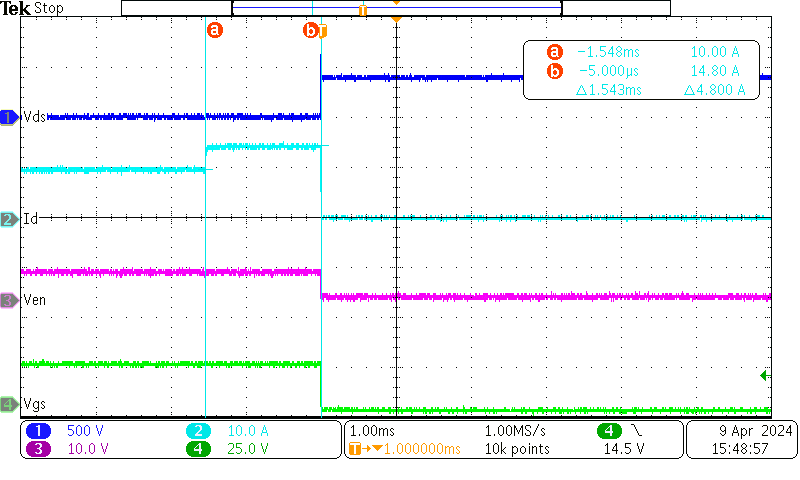 Tek Stop
a b T
a -1.548ms 10.00 A
b -5.000µs 14.80 A
Δ1.543ms Δ4.800 A
1 Vds
2 Id
3 Ven
4 Vgs
1 500 V 2 10.0 A 1.00ms 1.00MS/s 4 9 Apr 2024
3 10.0 V 4 25.0 V T→▼1.000000ms 10k points 14.5 V 15:48:57